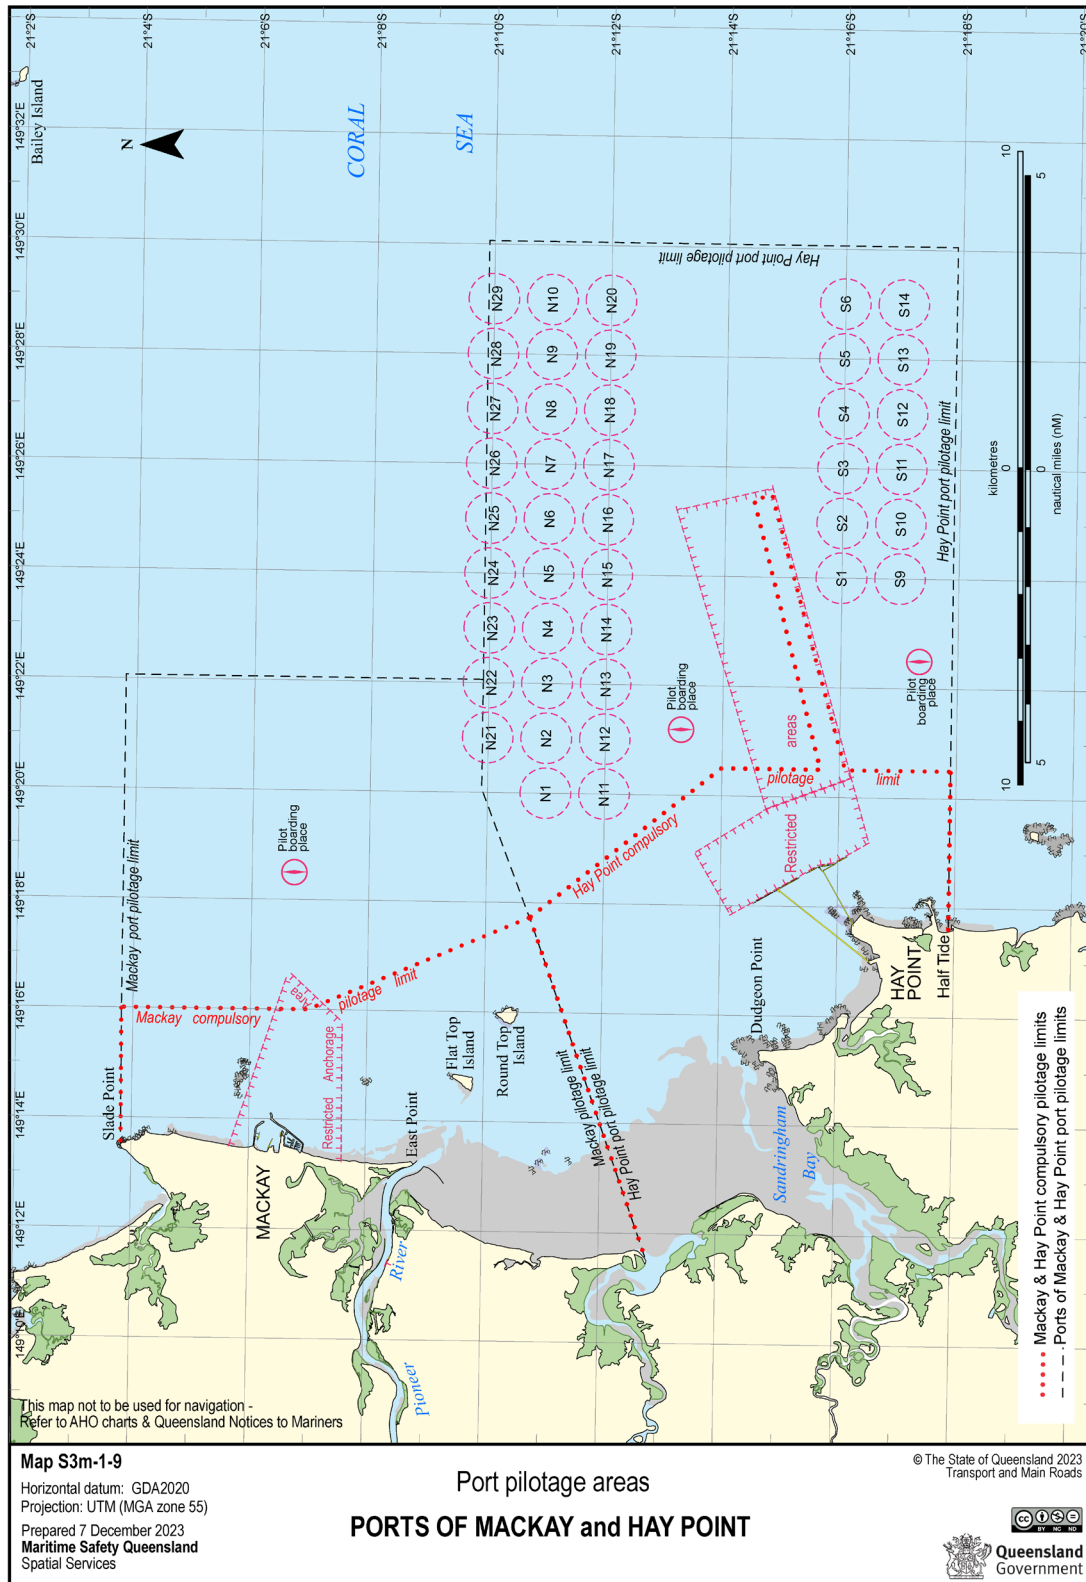 21°2'S
21°4'S
21°6'S
21°8'S
21°10'S
21°12'S
21°14'S
21°16'S
21°18'S
21°20'S
149°32'E
149°30'E
149°28'E
149°26'E
149°24'E
149°22'E
149°20'E
149°18'E
149°16'E
149°14'E
149°12'E
149°10'E
Bailey Island
N
CORAL
SEA
Hay Point port pilotage limit
N29
N28
N27
N26
N25
N24
N23
N22
N21
N10
N9
N8
N7
N6
N5
N4
N3
N2
N1
N20
N19
N18
N17
N16
N15
N14
N13
N12
N11
S6
S5
S4
S3
S2
S1
S14
S13
S12
S11
S10
S9
Hay Point port pilotage limit
10
0
10
kilometres
5
0
5
nautical miles (nM)
Pilot
boarding
place
Pilot
boarding
place
Pilot
boarding
place
Restricted areas
Hay Point compulsory pilotage limit
Mackay port pilotage limit
Mackay compulsory pilotage limit
Restricted Anchorage Area
Slade Point
MACKAY
East Point
Flat Top
Island
Round Top
Island
Mackay pilotage limit
Hay Point port pilotage limit
Dudgeon Point
HAY
POINT
Half Tide
Sandringham
Bay
Pioneer River
Mackay & Hay Point compulsory pilotage limits
Ports of Mackay & Hay Point port pilotage limits
This map not to be used for navigation -
Refer to AHO charts & Queensland Notices to Mariners
Map S3m-1-9
Horizontal datum: GDA2020
Projection: UTM (MGA zone 55)
Prepared 7 December 2023
Maritime Safety Queensland
Spatial Services
Port pilotage areas
PORTS OF MACKAY and HAY POINT
© The State of Queensland 2023
Transport and Main Roads
cc
BY NC ND
Queensland
Government